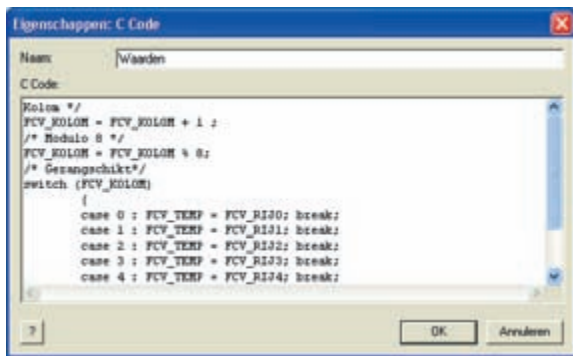 Eigenschappen: C Code
Naam: Waarden
C Code:
Kolom */
FCV_KOLOM = FCV_KOLOM + 1 ;
/* Modulo 8 */
FCV_KOLOM = FCV_KOLOM % 8;
/* Gerangschikt*/
switch (FCV_KOLOM)
{
case 0 : FCV_TEMP = FCV_RIJ0; break;
case 1 : FCV_TEMP = FCV_RIJ1; break;
case 2 : FCV_TEMP = FCV_RIJ2; break;
case 3 : FCV_TEMP = FCV_RIJ3; break;
case 4 : FCV_TEMP = FCV_RIJ4; break;
? OK Annuleren